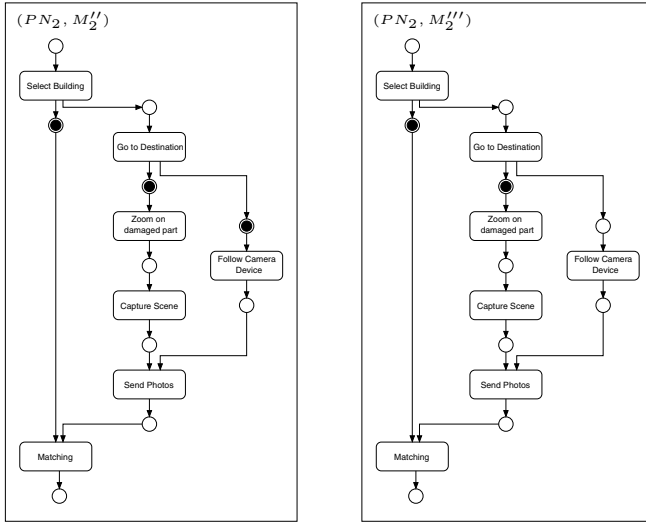 (PN₂, M₂′′)
Select Building
Go to Destination
Zoom on
damaged part
Follow Camera
Device
Capture Scene
Send Photos
Matching
(PN₂, M₂′′′)
Select Building
Go to Destination
Zoom on
damaged part
Follow Camera
Device
Capture Scene
Send Photos
Matching